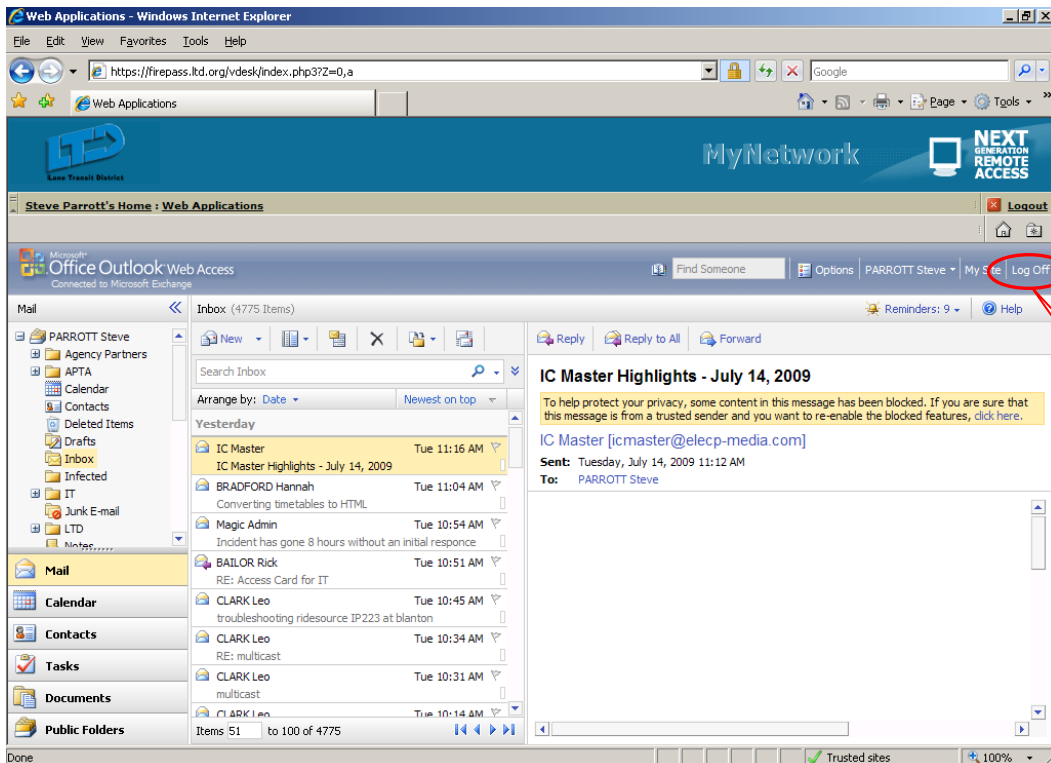 Web Applications - Windows Internet Explorer
File Edit View Favorites Tools Help
https://firepass.ltd.org/vdesk/index.php3?Z=0,a
Google
Web Applications
Page Tools
LTD
Lane Transit District
MyNetwork
NEXT
GENERATION
REMOTE
ACCESS
Steve Parrott's Home : Web Applications
Logout
Microsoft
Office Outlook Web Access
Connected to Microsoft Exchange
Find Someone
Options
PARROTT Steve
My Site
Log Off
Mail
Inbox (4775 Items)
Reminders: 9
Help
PARROTT Steve
Agency Partners
APTA
Calendar
Contacts
Deleted Items
Drafts
Inbox
Infected
IT
Junk E-mail
LTD
Notes
Mail
Calendar
Contacts
Tasks
Documents
Public Folders
New
Search Inbox
Arrange by: Date Newest on top
Yesterday
IC Master Tue 11:16 AM
IC Master Highlights - July 14, 2009
BRADFORD Hannah Tue 11:04 AM
Converting timetables to HTML
Magic Admin Tue 10:54 AM
Incident has gone 8 hours without an initial responce
BAILOR Rick Tue 10:51 AM
RE: Access Card for IT
CLARK Leo Tue 10:45 AM
troubleshooting ridesource IP223 at blanton
CLARK Leo Tue 10:34 AM
RE: multicast
CLARK Leo Tue 10:31 AM
multicast
CLARK Leo Tue 10:14 AM
Items 51 to 100 of 4775
Reply Reply to All Forward
IC Master Highlights - July 14, 2009
To help protect your privacy, some content in this message has been blocked. If you are sure that
this message is from a trusted sender and you want to re-enable the blocked features, click here.
IC Master [icmaster@elecp-media.com]
Sent: Tuesday, July 14, 2009 11:12 AM
To: PARROTT Steve
Done
Trusted sites
100%